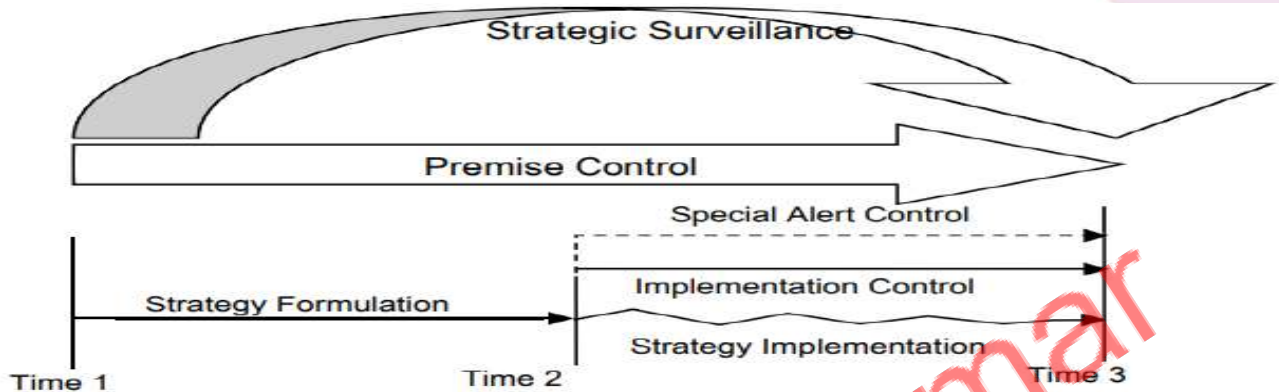 Strategic Surveillance
Premise Control
Special Alert Control
Implementation Control
Strategy Formulation
Strategy Implementation
Time 1
Time 2
Time 3
mar